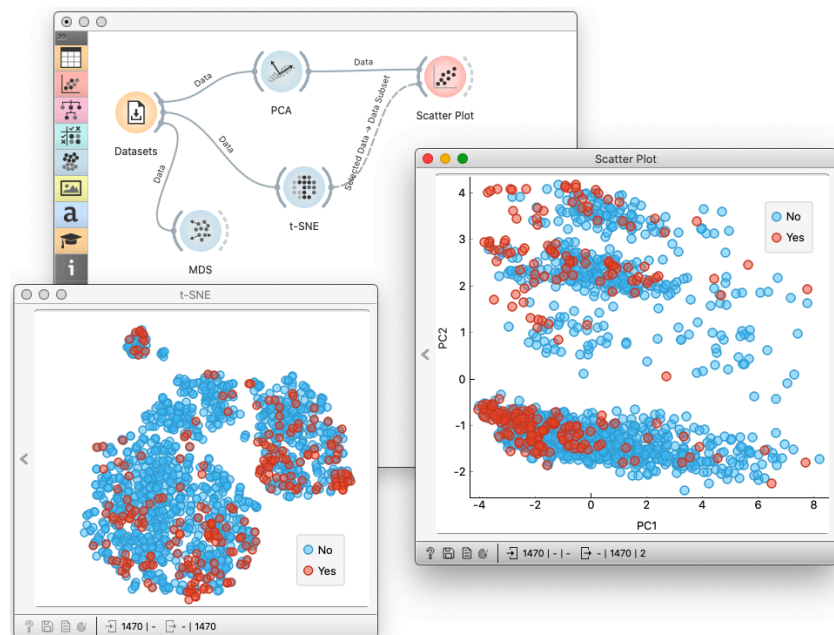 Data
Data
PCA
Scatter Plot
Datasets
Data
Selected Data → Data Subset
Data
t-SNE
MDS
a
i
Scatter Plot
No
Yes
4
3
2
1
0
-1
-2
PC2
-4
-2
0
2
4
6
8
PC1
1470 | - | -
- | 1470 | 2
t-SNE
No
Yes
1470 | -
- | 1470